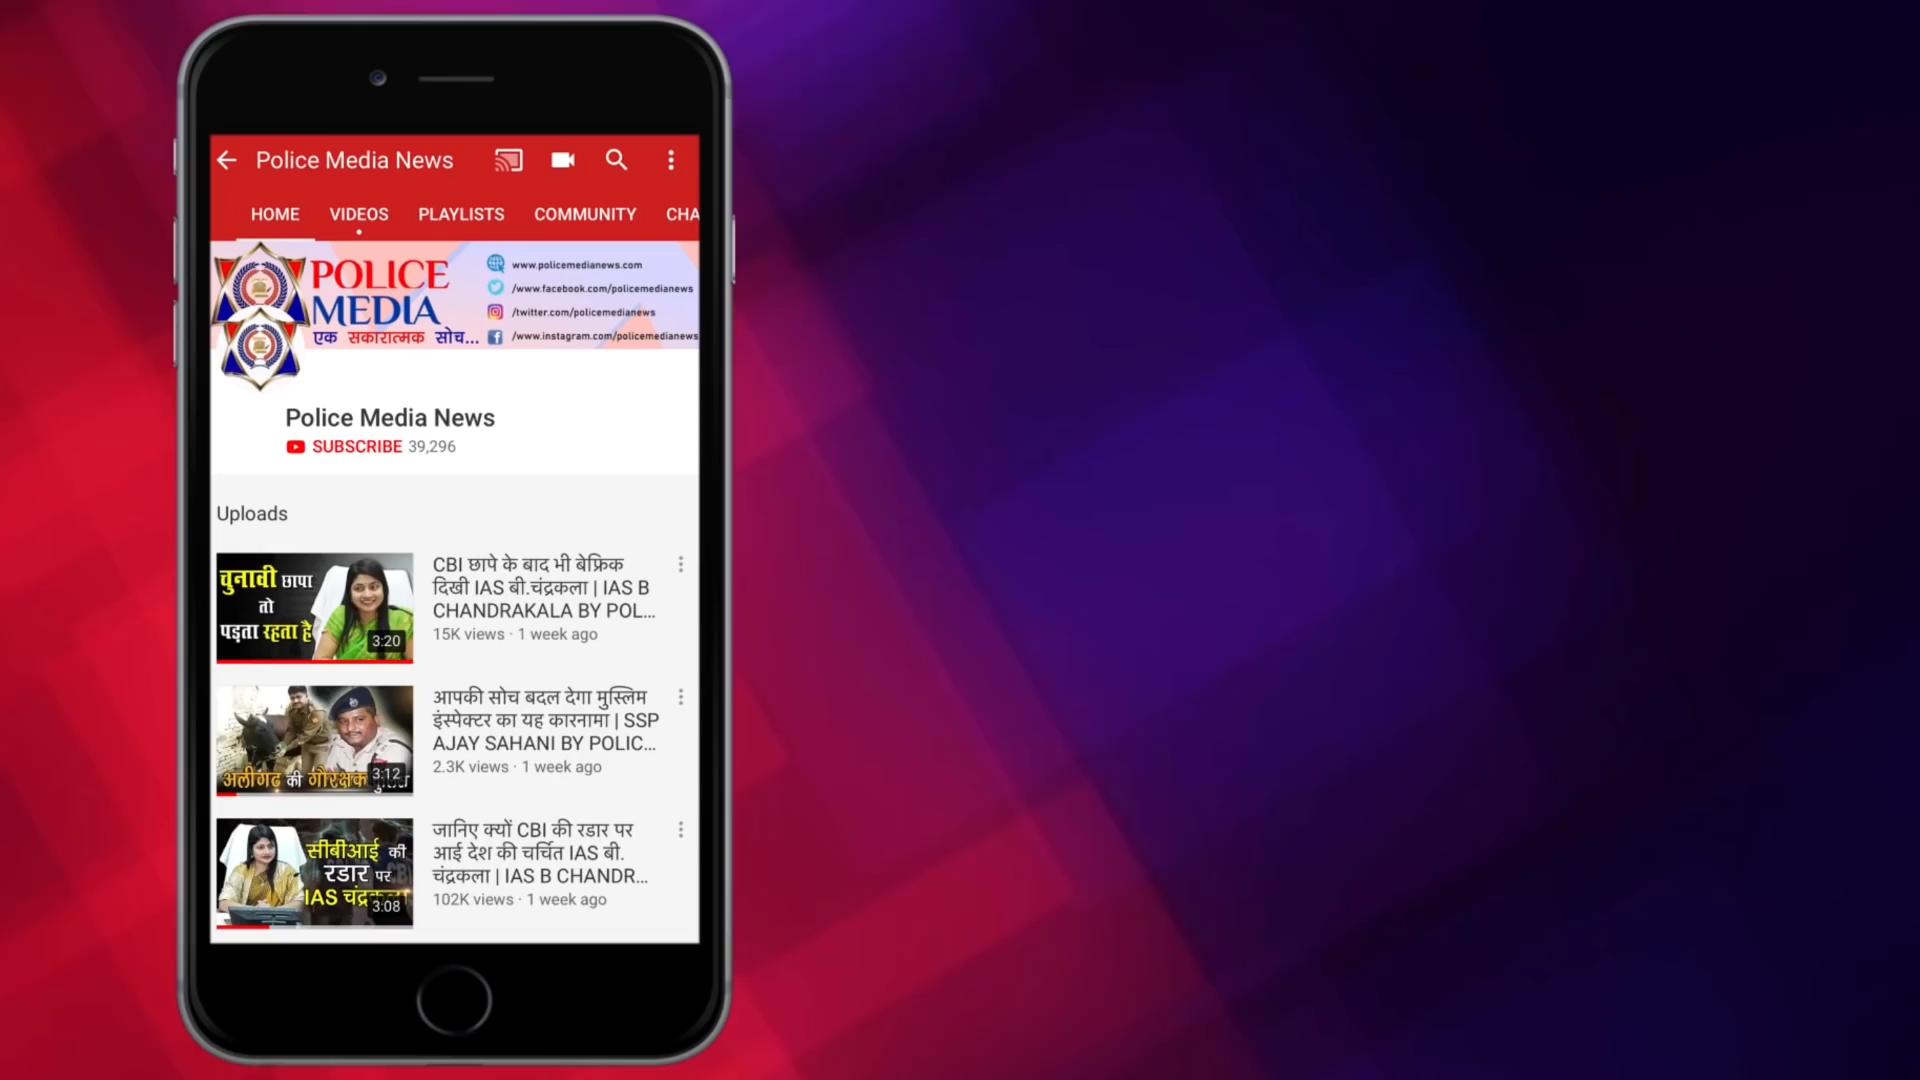 Police Media News
HOME VIDEOS PLAYLISTS COMMUNITY CHA
POLICE
MEDIA
एक सकारात्मक सोच...
www.policemedianews.com
/www.facebook.com/policemedianews
/twitter.com/policemedianews
/www.instagram.com/policemedianews
Police Media News
SUBSCRIBE 39,296
Uploads
चुनावी छापा
तो
पड़ता रहता है
3:20
CBI छापे के बाद भी बेफ्रिक
दिखी IAS बी.चंद्रकला | IAS B
CHANDRAKALA BY POL...
15K views · 1 week ago
अलीगढ की गौरक्षक
3:12
आपकी सोच बदल देगा मुस्लिम
इंस्पेक्टर का यह कारनामा | SSP
AJAY SAHANI BY POLIC...
2.3K views · 1 week ago
सीबीआई की
रडार पर
IAS
3:08
जानिए क्यों CBI की रडार पर
आई देश की चर्चित IAS बी.
चंद्रकला | IAS B CHANDR...
102K views · 1 week ago